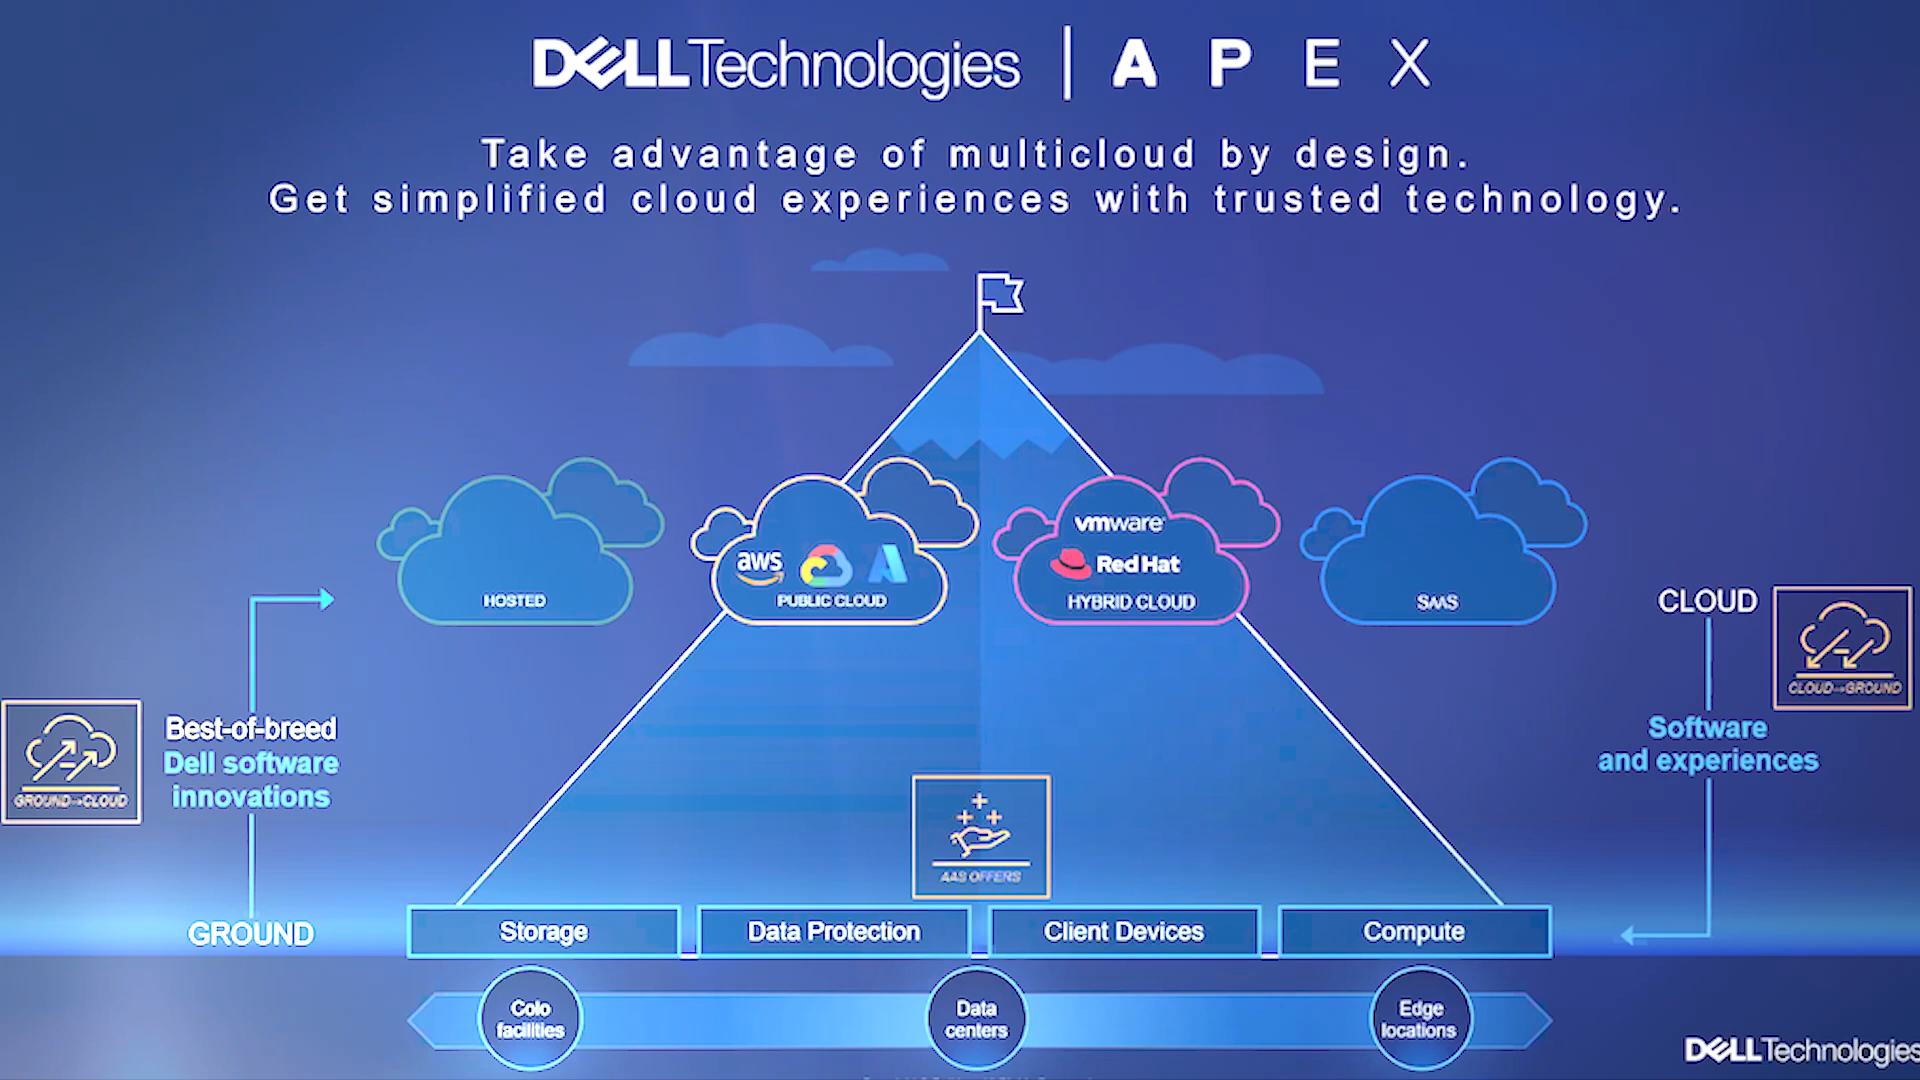 DELLTechnologies | APEX
Take advantage of multicloud by design.
Get simplified cloud experiences with trusted technology.
HOSTED
aws
PUBLIC CLOUD
vmware
Red Hat
HYBRID CLOUD
SAAS
CLOUD
CLOUD→GROUND
Software
and experiences
Best-of-breed
Dell software
innovations
GROUND→CLOUD
AAS OFFERS
GROUND
Storage
Data Protection
Client Devices
Compute
Colo
facilities
Data
centers
Edge
locations
DELLTechnologies